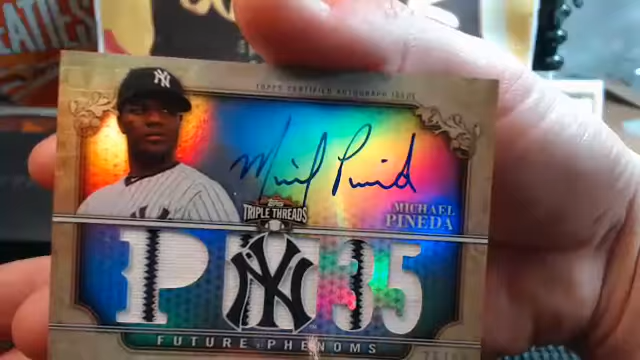 NY
TOPPS CERTIFIED AUTOGRAPH ISSUE
TOPPS
TRIPLE THREADS
MICHAEL
PINEDA
P NY 35
FUTURE PHENOMS